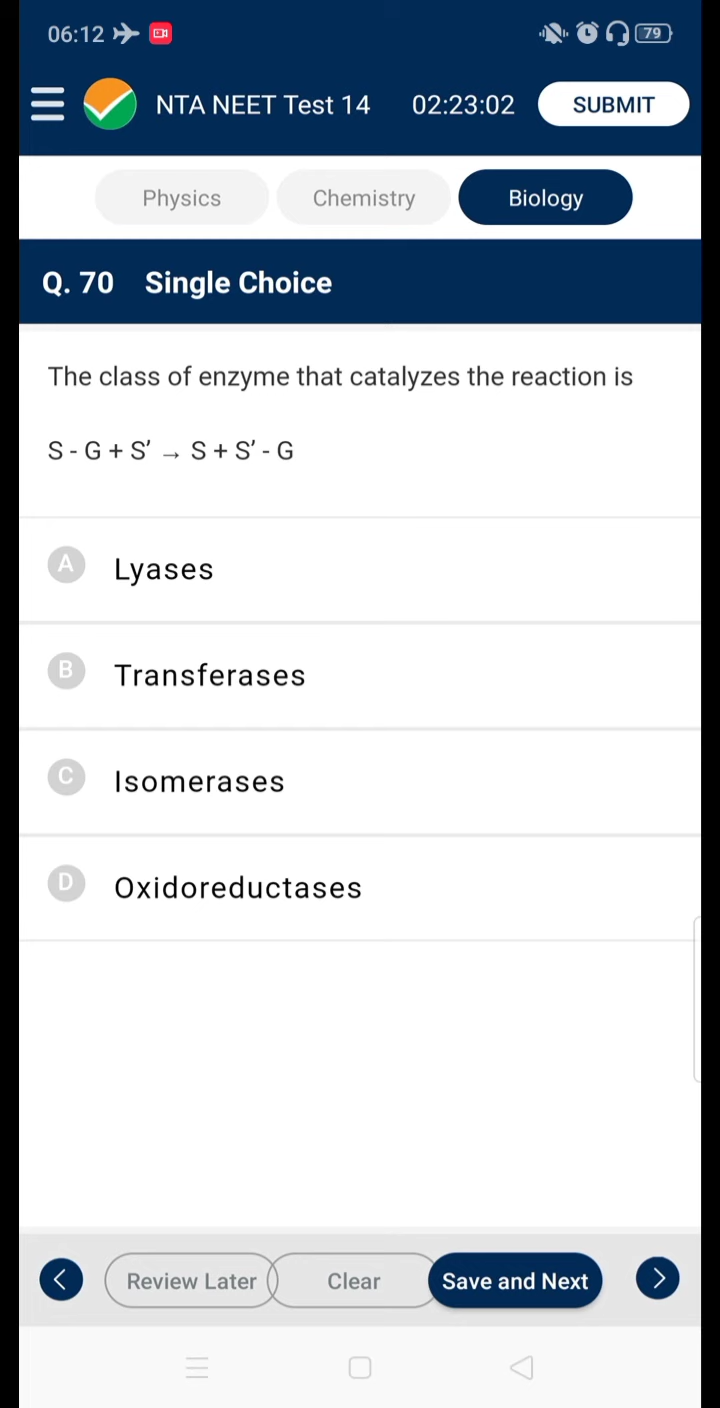 06:12
79
NTA NEET Test 14 02:23:02 SUBMIT
Physics Chemistry Biology
Q. 70 Single Choice
The class of enzyme that catalyzes the reaction is
S - G + S′ → S + S′ - G
A Lyases
B Transferases
C Isomerases
D Oxidoreductases
Review Later Clear Save and Next